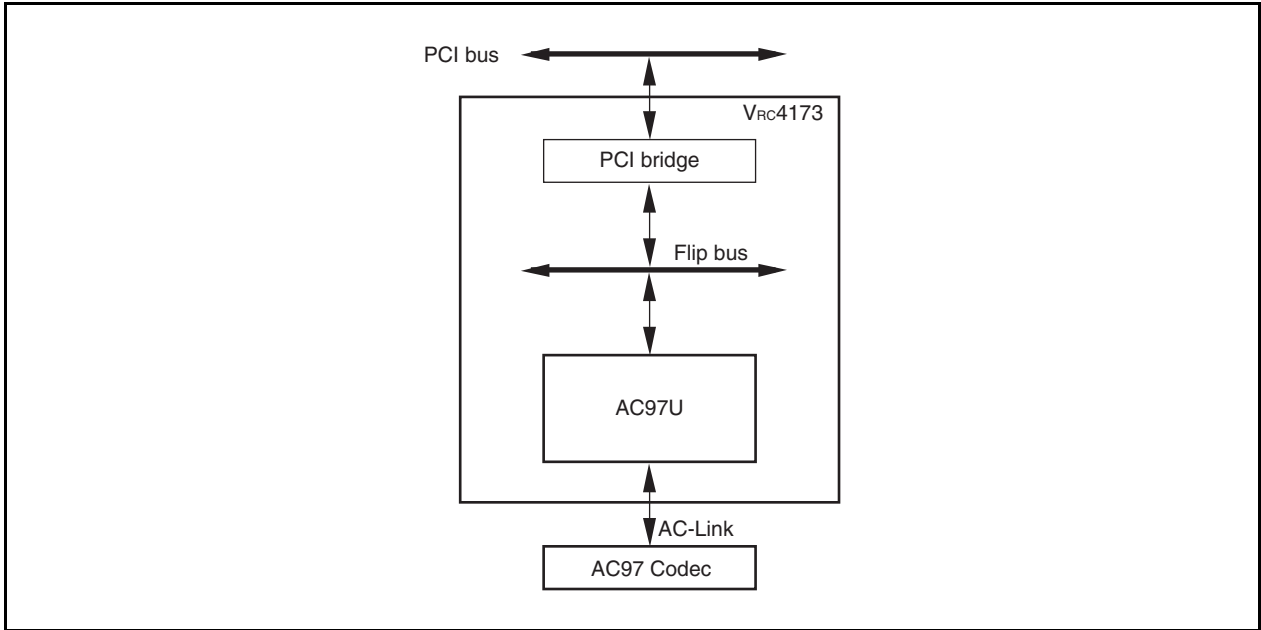 PCI bus
VRC4173
PCI bridge
Flip bus
AC97U
AC-Link
AC97 Codec